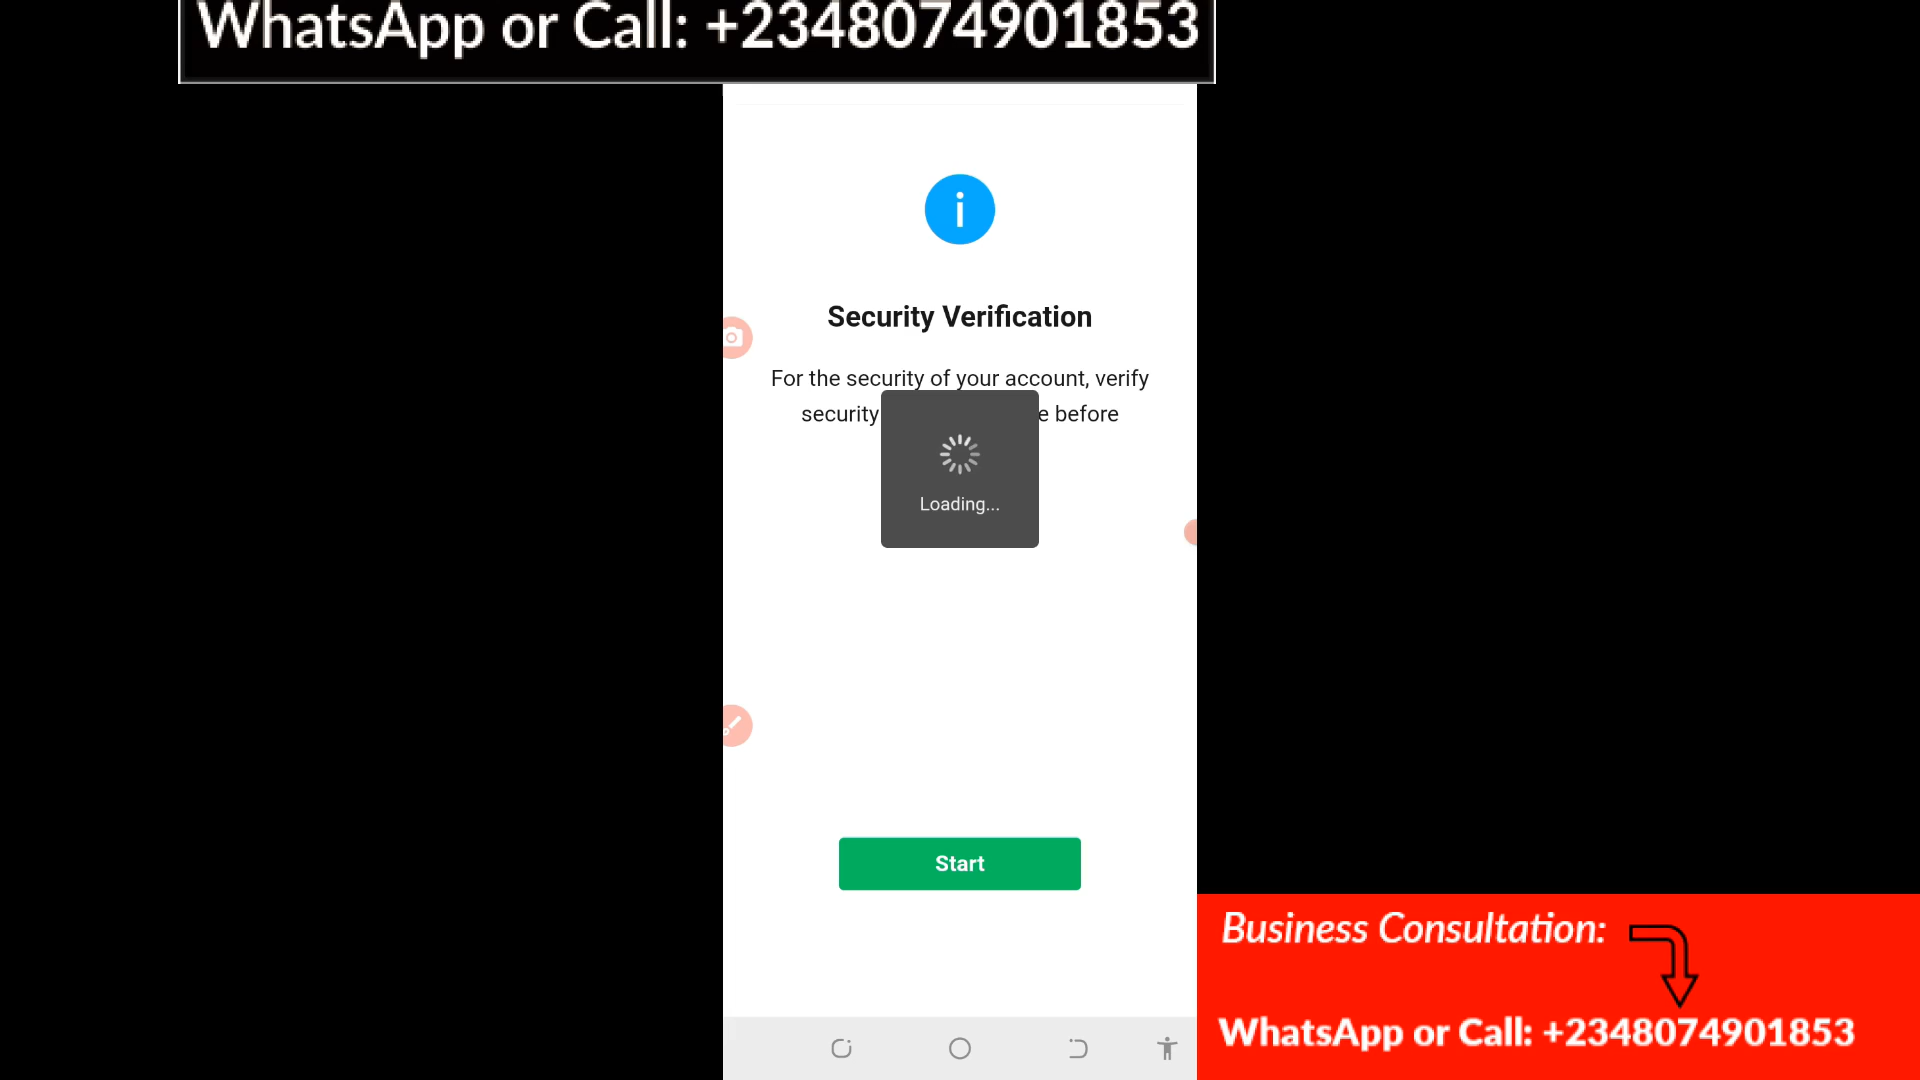 WhatsApp or Call: +2348074901853
i
Security Verification
For the security of your account, verify
security e before
Loading...
Start
Business Consultation:
WhatsApp or Call: +2348074901853